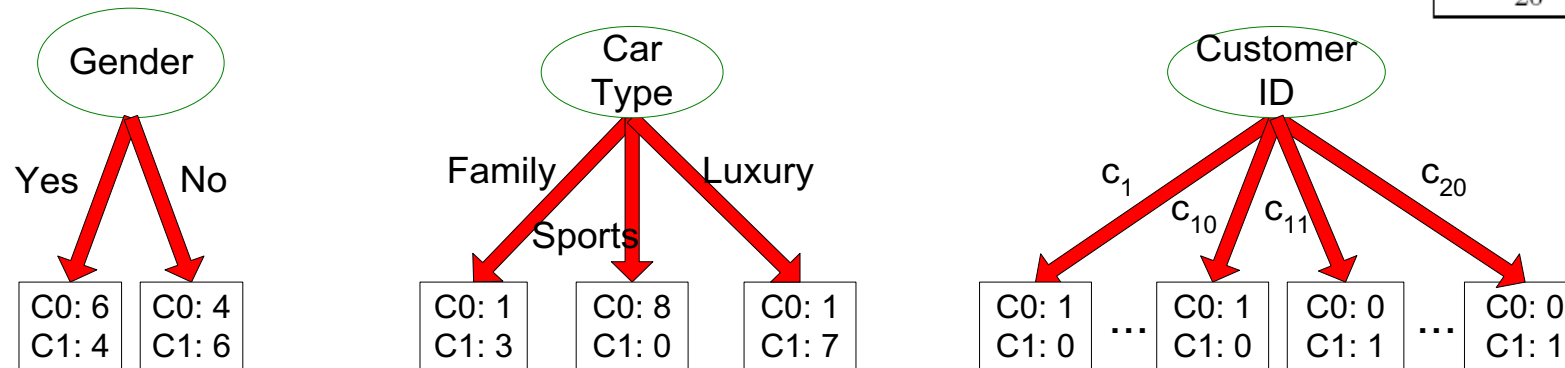 20
Gender
Yes
No
C0: 6
C1: 4
C0: 4
C1: 6
Car
Type
Family
Sports
Luxury
C0: 1
C1: 3
C0: 8
C1: 0
C0: 1
C1: 7
Customer
ID
c1
c10
c11
c20
C0: 1
C1: 0
...
C0: 1
C1: 0
C0: 0
C1: 1
...
C0: 0
C1: 1